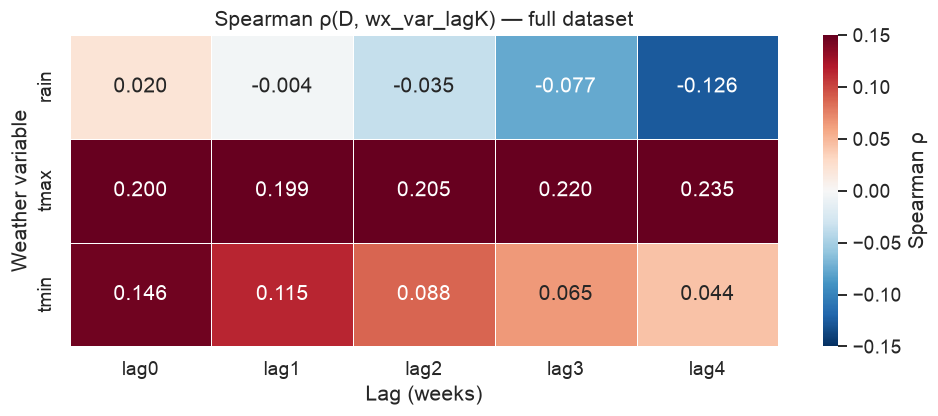 Spearman ρ(D, wx_var_lagK) — full dataset
Weather variable
rain
0.020 -0.004 -0.035 -0.077 -0.126
tmax
0.200 0.199 0.205 0.220 0.235
tmin
0.146 0.115 0.088 0.065 0.044
lag0 lag1 lag2 lag3 lag4
Lag (weeks)
0.15
0.10
0.05
0.00
−0.05
−0.10
−0.15
Spearman ρ